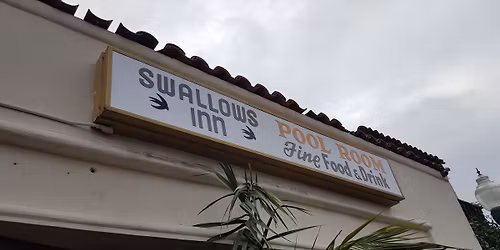 SWALLOWS
INN
POOL ROOM
Fine Food & Drink